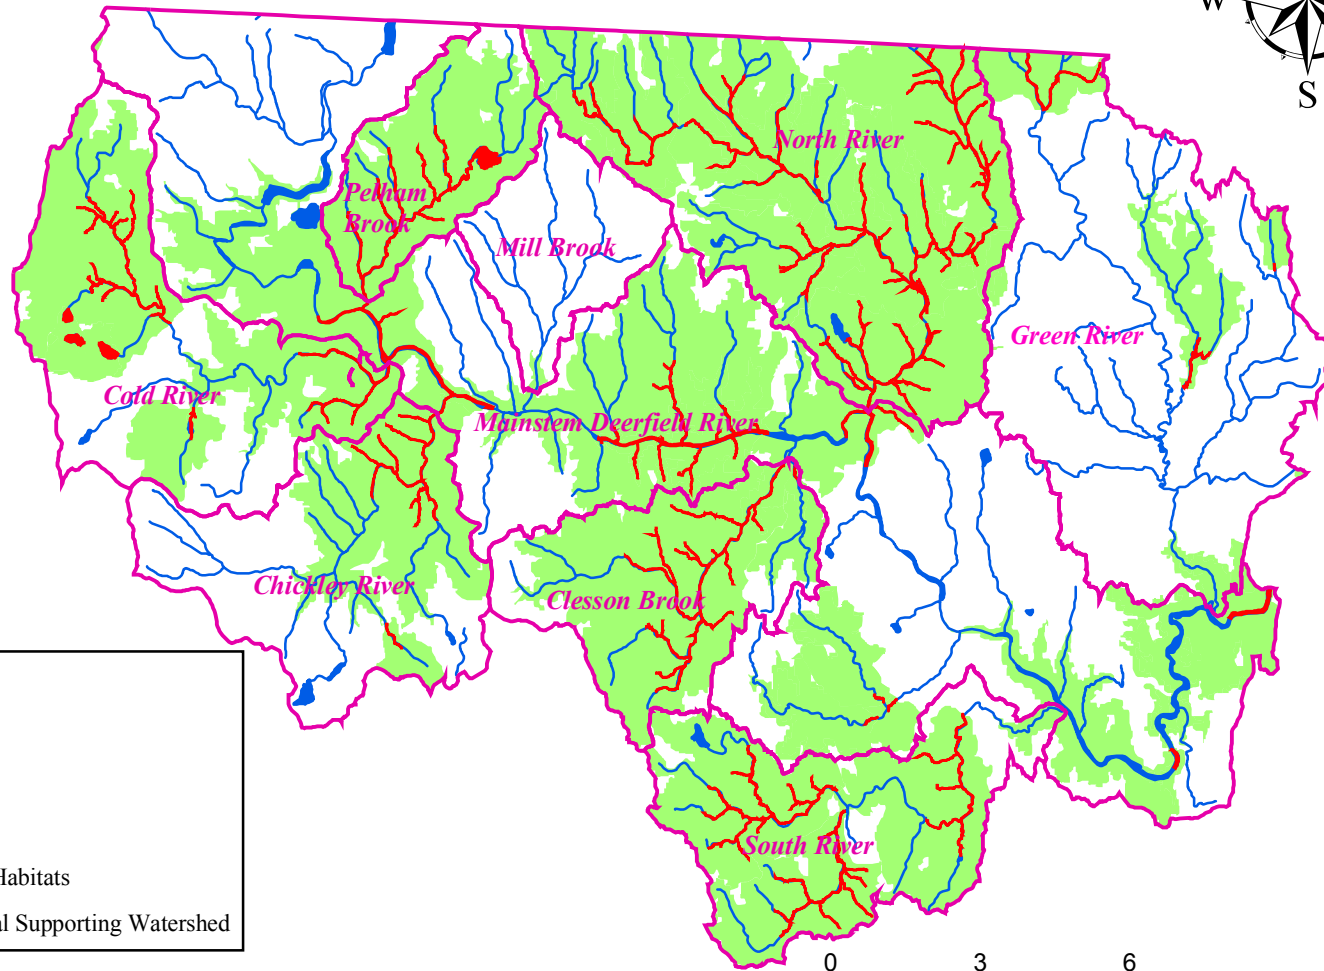 W
S
North River
Pelham
Brook
Mill Brook
Green River
Cold River
Mainstem Deerfield River
Chickley River
Clesson Brook
South River
Habitats
Supporting Watershed
0 3 6